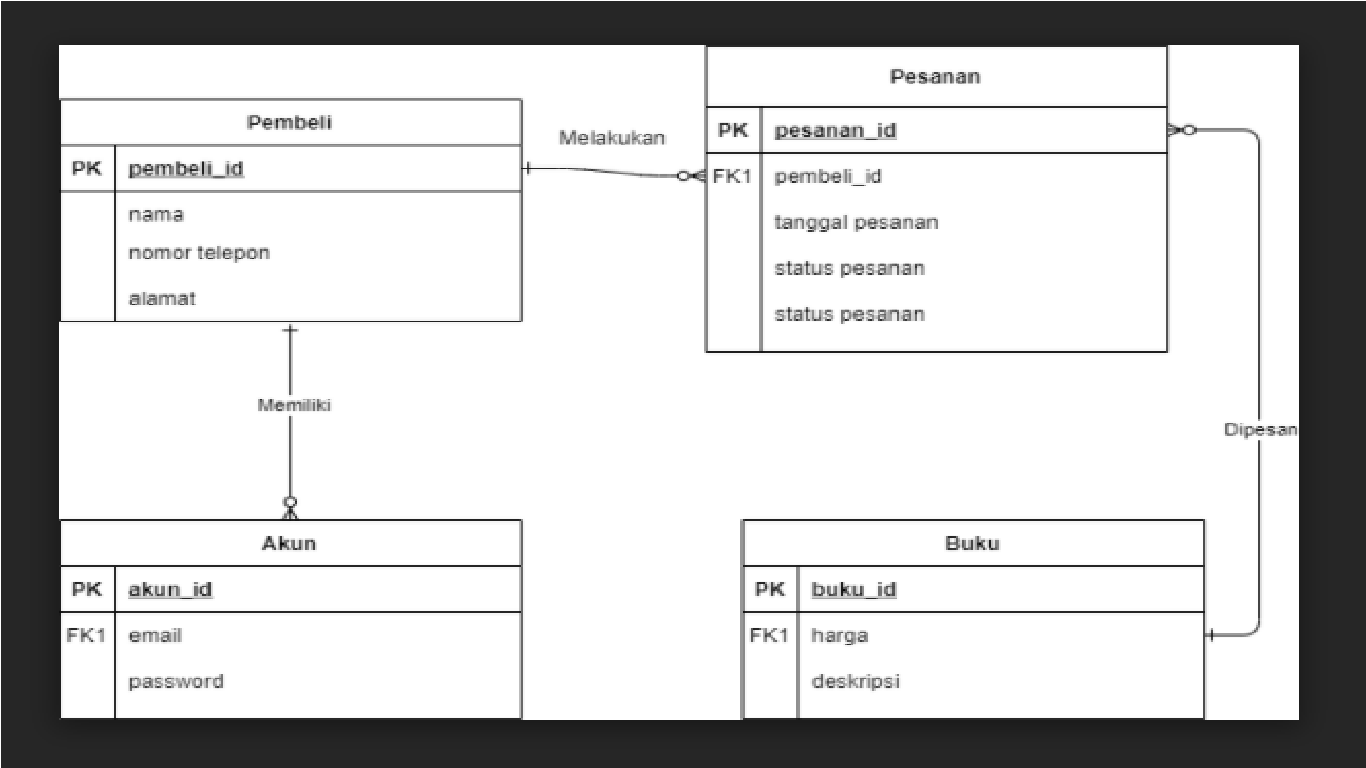 Pembeli
PK pembeli_id
nama
nomor telepon
alamat
Melakukan
Pesanan
PK pesanan_id
FK1 pembeli_id
tanggal pesanan
status pesanan
status pesanan
Memiliki
Dipesan
Akun
PK akun_id
FK1 email
password
Buku
PK buku_id
FK1 harga
deskripsi